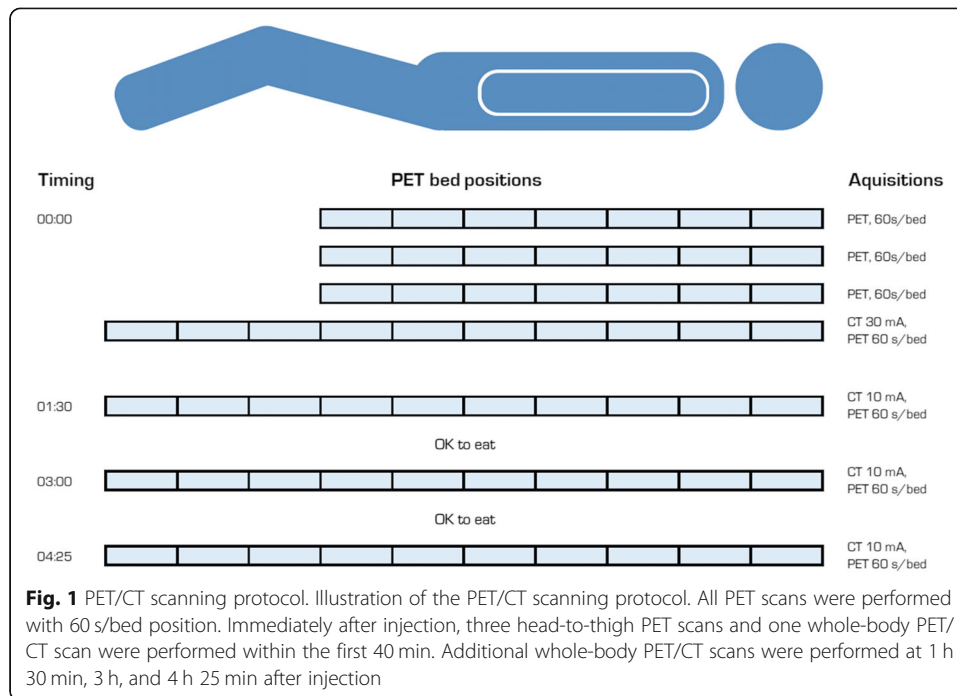 Timing PET bed positions Aquisitions
00:00 PET, 60s/bed
PET, 60s/bed
PET, 60s/bed
CT 30 mA,
PET 60 s/bed
01:30 CT 10 mA,
PET 60 s/bed
OK to eat
03:00 CT 10 mA,
PET 60 s/bed
OK to eat
04:25 CT 10 mA,
PET 60 s/bed
Fig. 1 PET/CT scanning protocol. Illustration of the PET/CT scanning protocol. All PET scans were performed
with 60 s/bed position. Immediately after injection, three head-to-thigh PET scans and one whole-body PET/
CT scan were performed within the first 40 min. Additional whole-body PET/CT scans were performed at 1 h
30 min, 3 h, and 4 h 25 min after injection